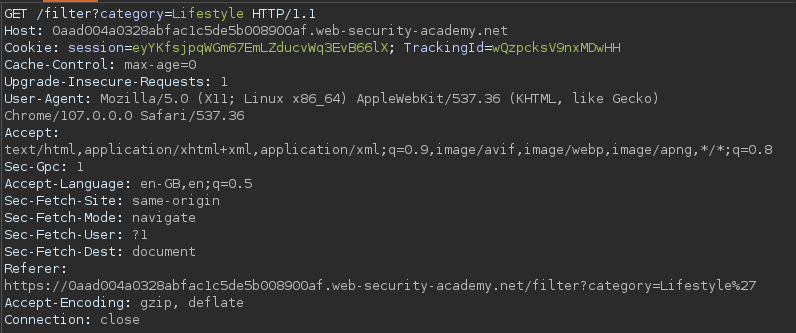 GET /filter?category=Lifestyle HTTP/1.1
Host: 0aad004a0328abfac1c5de5b008900af.web-security-academy.net
Cookie: session=eyYKfsjpqWGm67EmLZducvWq3EvB66lX; TrackingId=wQzpcksV9nxMDwHH
Cache-Control: max-age=0
Upgrade-Insecure-Requests: 1
User-Agent: Mozilla/5.0 (X11; Linux x86_64) AppleWebKit/537.36 (KHTML, like Gecko)
Chrome/107.0.0.0 Safari/537.36
Accept:
text/html,application/xhtml+xml,application/xml;q=0.9,image/avif,image/webp,image/apng,*/*;q=0.8
Sec-Gpc: 1
Accept-Language: en-GB,en;q=0.5
Sec-Fetch-Site: same-origin
Sec-Fetch-Mode: navigate
Sec-Fetch-User: ?1
Sec-Fetch-Dest: document
Referer:
https://0aad004a0328abfac1c5de5b008900af.web-security-academy.net/filter?category=Lifestyle%27
Accept-Encoding: gzip, deflate
Connection: close